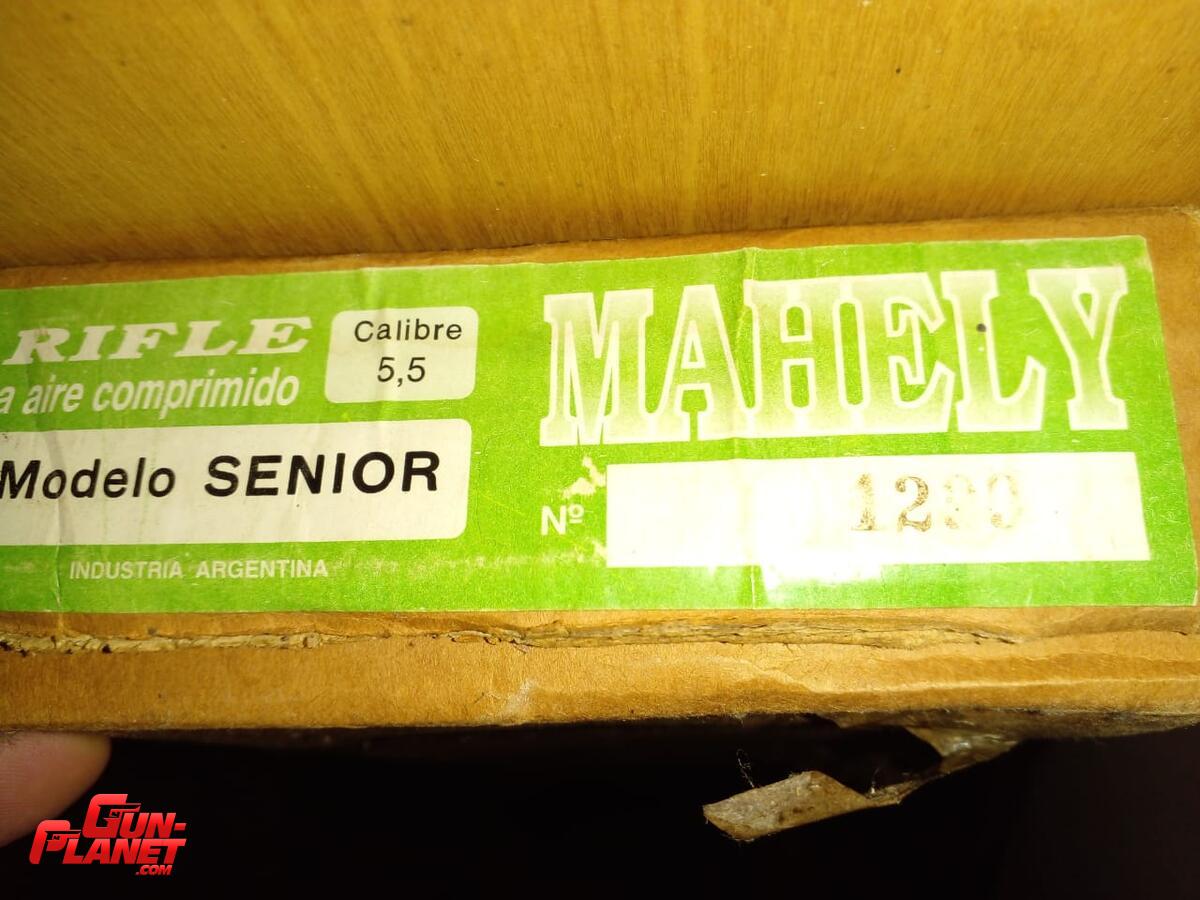 RIFLE
a aire comprimido
Calibre
5,5
Modelo SENIOR
INDUSTRIA ARGENTINA
MAHELY
Nº
GUN-
PLANET
.COM